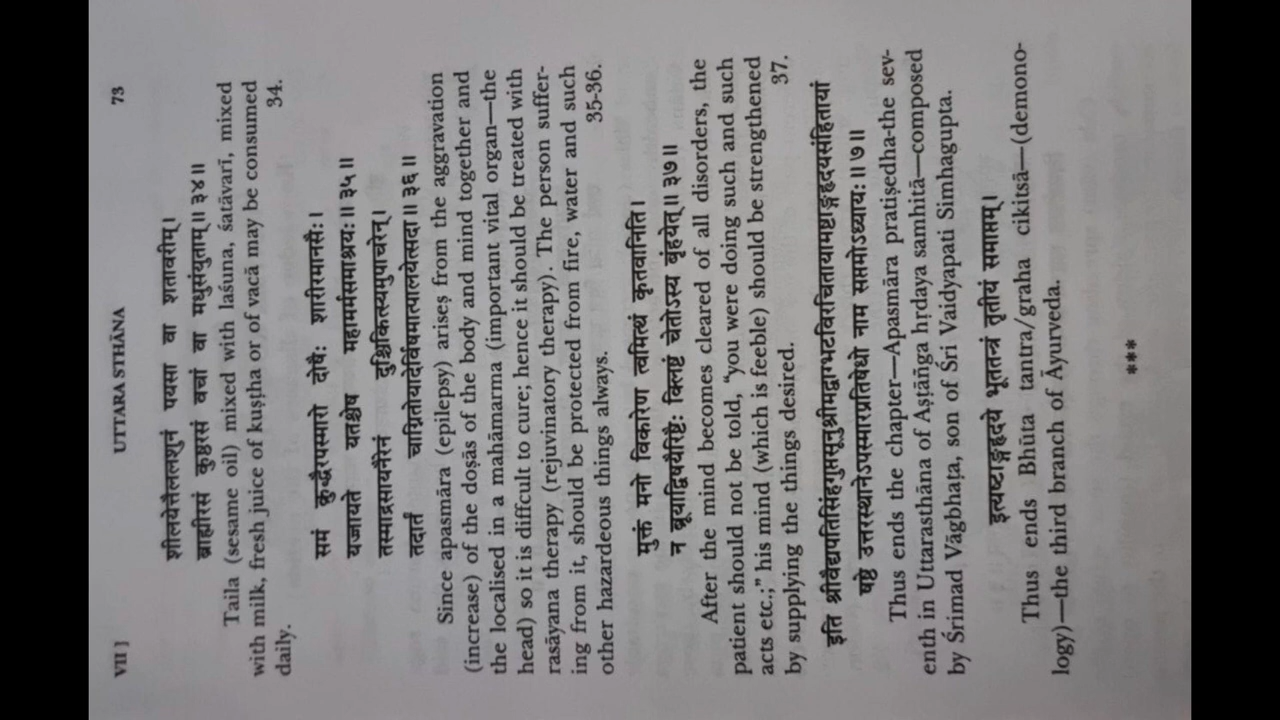 VII ] UTTARA STHĀNA 73
शीलयेत्तैललशुनं पयसा वा शतावरीम्।
ब्राह्मीरसं कुष्ठरसं वचां वा मधुसंयुताम्॥ ३४॥
Taila (sesame oil) mixed with laśuna, śatāvarī, mixed
with milk, fresh juice of kuṣṭha or of vacā may be consumed
daily. 34.
समं क्रुद्धैरपस्मारो दोषैः शारीरमानसैः।
यज्जायते यतश्चैष महामर्मसमाश्रयः॥ ३५॥
तस्माद्रसायनैरेनं दुश्चिकित्स्यमुपाचरेत्।
तदार्तं चाग्नितोयादेर्विषमात्पालयेत्सदा॥ ३६॥
Since apasmāra (epilepsy) arises from the aggravation
(increase) of the doṣās of the body and mind together and
the localised in a mahāmarma (important vital organ—the
head) so it is diffcult to cure; hence it should be treated with
rasāyana therapy (rejuvinatory therapy). The person suffer-
ing from it, should be protected from fire, water and such
other hazardeous things always. 35-36.
मुक्तं मनो विकारेण त्वमित्थं कृतवानिति।
न ब्रूयाद्विषयैरिष्टैः क्लिष्टं चेतोऽस्य बृंहयेत्॥ ३७॥
After the mind becomes cleared of all disorders, the
patient should not be told, “you were doing such and such
acts etc.;” his mind (which is feeble) should be strengthened
by supplying the things desired. 37.
इति श्रीवैद्यपतिसिंहगुप्तसूनुश्रीमद्वाग्भटविरचितायामष्टाङ्गहृदयसंहितायां
षष्ठे उत्तरस्थानेऽपस्मारप्रतिषेधो नाम सप्तमोऽध्यायः॥ ७॥
Thus ends the chapter—Apasmāra pratiṣedha-the sev-
enth in Uttarasthāna of Aṣṭāṅga hṛdaya samhitā—composed
by Śrimad Vāgbhaṭa, son of Śrī Vaidyapati Simhagupta.
इत्यष्टाङ्गहृदये भूततन्त्रं तृतीयं समाप्तम्।
Thus ends Bhūta tantra/graha cikitsā—(demono-
logy)—the third branch of Āyurveda.
***